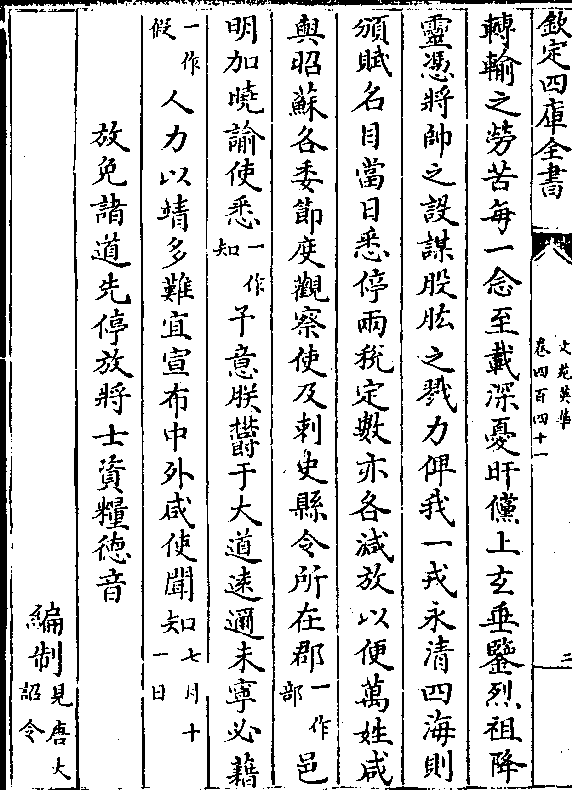 欽定四庫全書
文苑英華
卷四百四十一
三
轉輸之勞苦每一念至載深憂旰儻上玄垂鑒烈祖降
靈憑將帥之設謀股肱之戮力俾我一戎永清四海則
頒賦名目當日悉停兩稅定數亦各減放以便萬姓咸
與昭蘇各委節度觀察使及刺史縣令所在郡一作部邑
明加曉諭使悉一作知予意朕欝于大道逺邇未寧必藉
一作假人力以靖多難宜宣布中外咸使聞知七月十一日
放免諸道先停放將士資糧徳音
編制見唐大詔令